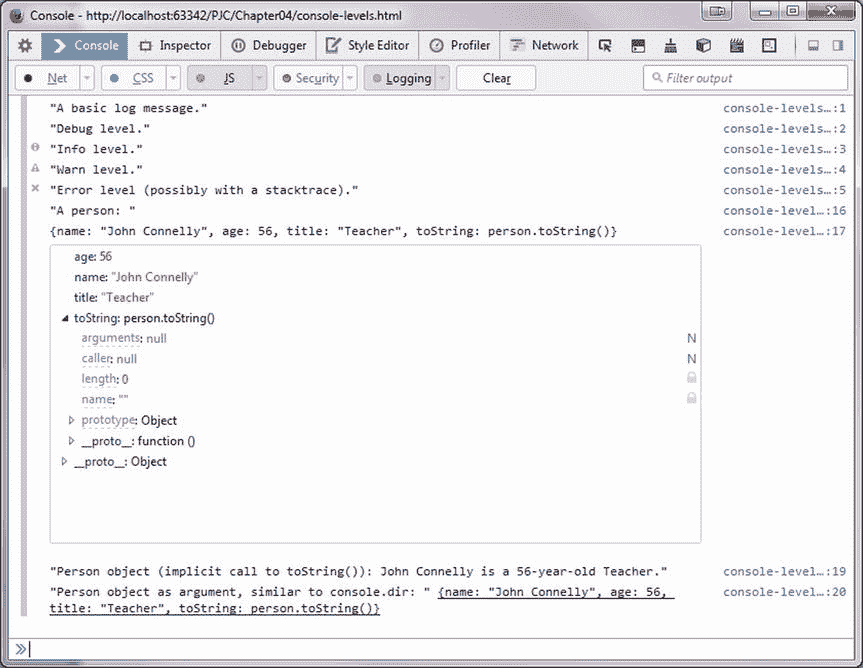 Console - http://localhost:63342/PJC/Chapter04/console-levels.html
Console Inspector Debugger Style Editor Profiler Network
Net CSS JS Security Logging Clear Filter output
"A basic log message." console-levels…:1
"Debug level." console-levels…:2
"Info level." console-levels…:3
"Warn level." console-levels…:4
"Error level (possibly with a stacktrace)." console-levels…:5
"A person: " console-level…:16
{name: "John Connelly", age: 56, title: "Teacher", toString: person.toString()} console-level…:17
age: 56
name: "John Connelly"
title: "Teacher"
toString: person.toString()
arguments: null N
caller: null N
length: 0
name: ""
prototype: Object
__proto__: function ()
__proto__: Object
"Person object (implicit call to toString()): John Connelly is a 56-year-old Teacher." console-level…:19
"Person object as argument, similar to console.dir: " {name: "John Connelly", age: 56, console-level…:20
title: "Teacher", toString: person.toString()}